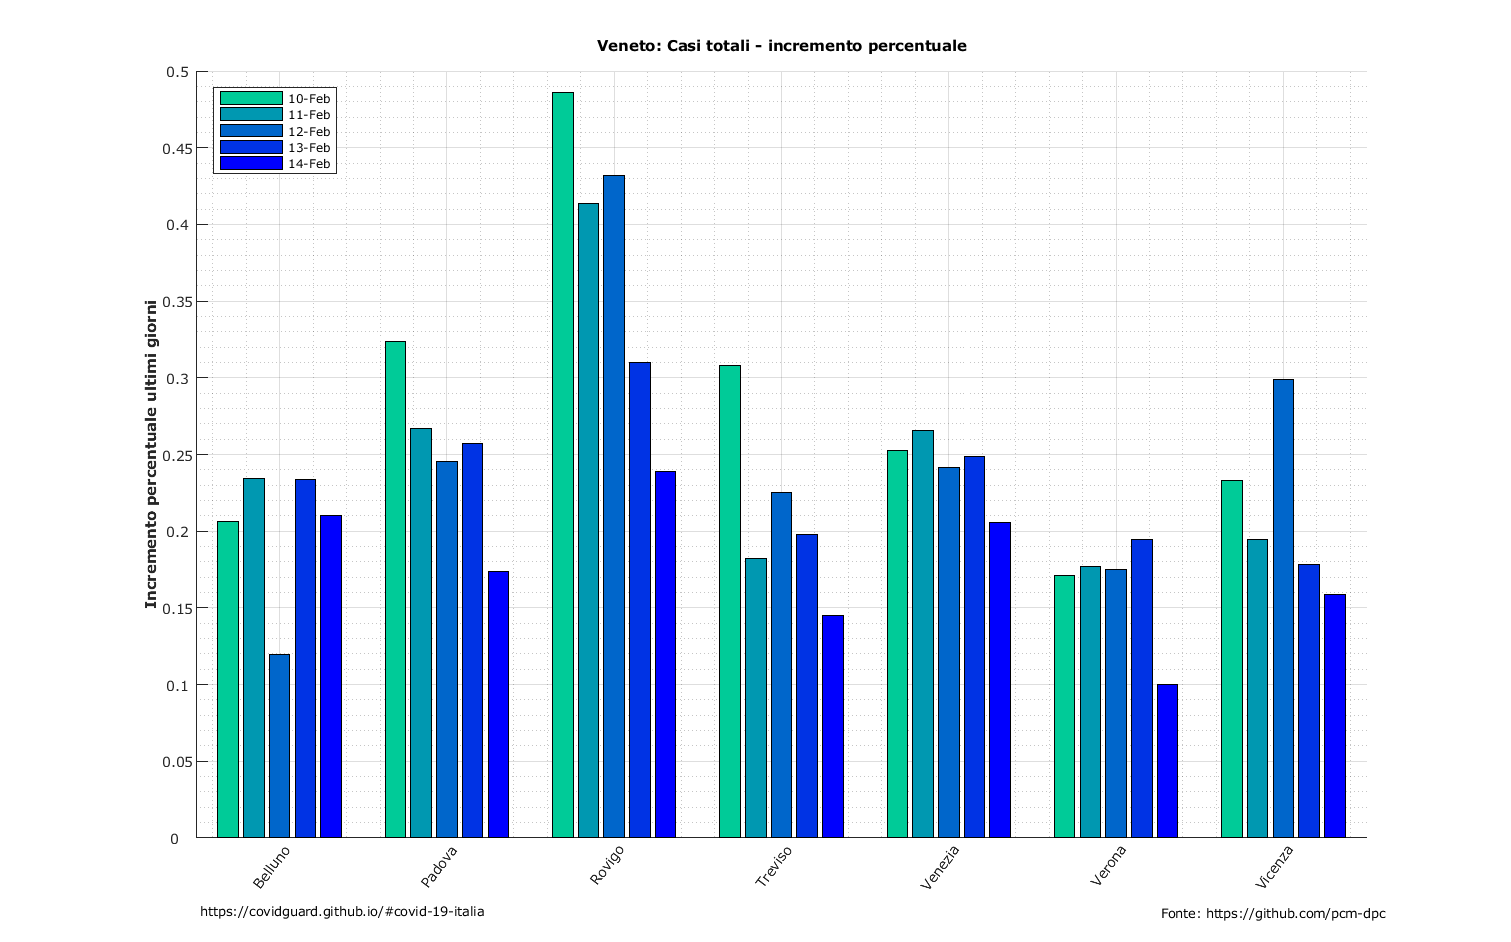 Veneto: Casi totali - incremento percentuale
10-Feb
11-Feb
12-Feb
13-Feb
14-Feb
Incremento percentuale ultimi giorni
0.5
0.45
0.4
0.35
0.3
0.25
0.2
0.15
0.1
0.05
0
Belluno
Padova
Rovigo
Treviso
Venezia
Verona
Vicenza
https://covidguard.github.io/#covid-19-italia
Fonte: https://github.com/pcm-dpc